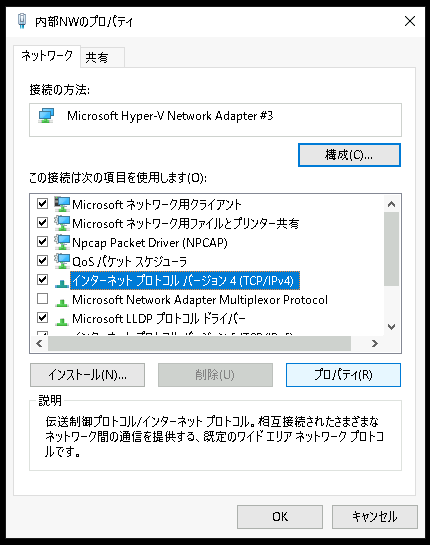 内部NWのプロパティ
ネットワーク 共有
接続の方法:
Microsoft Hyper-V Network Adapter #3
構成(C)...
この接続は次の項目を使用します(O):
Microsoft ネットワーク用クライアント
Microsoft ネットワーク用ファイルとプリンター共有
Npcap Packet Driver (NPCAP)
QoS パケット スケジューラ
インターネット プロトコル バージョン 4 (TCP/IPv4)
Microsoft Network Adapter Multiplexor Protocol
Microsoft LLDP プロトコル ドライバー
インストール(N)... 削除(U) プロパティ(R)
説明
伝送制御プロトコル/インターネット プロトコル。相互接続されたさまざまな
ネットワーク間の通信を提供する、既定のワイド エリア ネットワーク プロトコ
ルです。
OK キャンセル